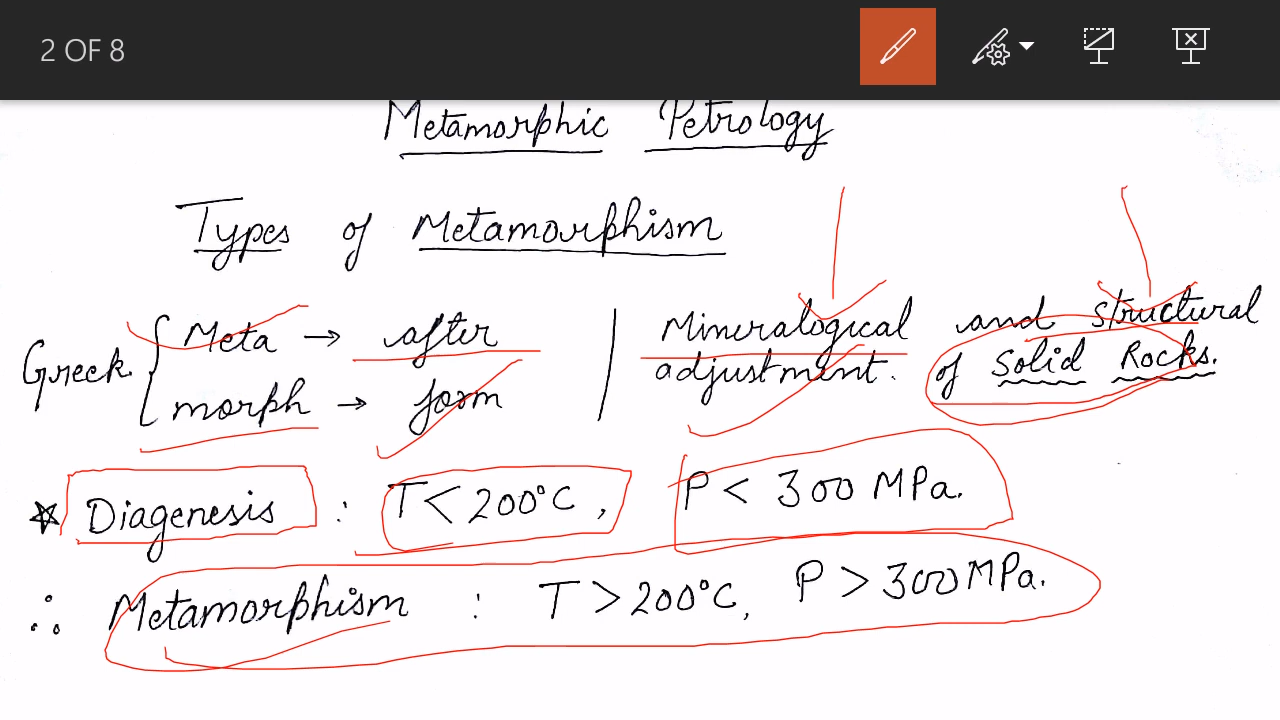 2 OF 8
Metamorphic Petrology
Types of Metamorphism
Greek { Meta → after | Mineralogical and structural
adjustment. of Solid Rocks.
morph → form
☆ Diagenesis : T < 200°C, P < 300 MPa.
∴ Metamorphism : T > 200°C, P > 300 MPa.